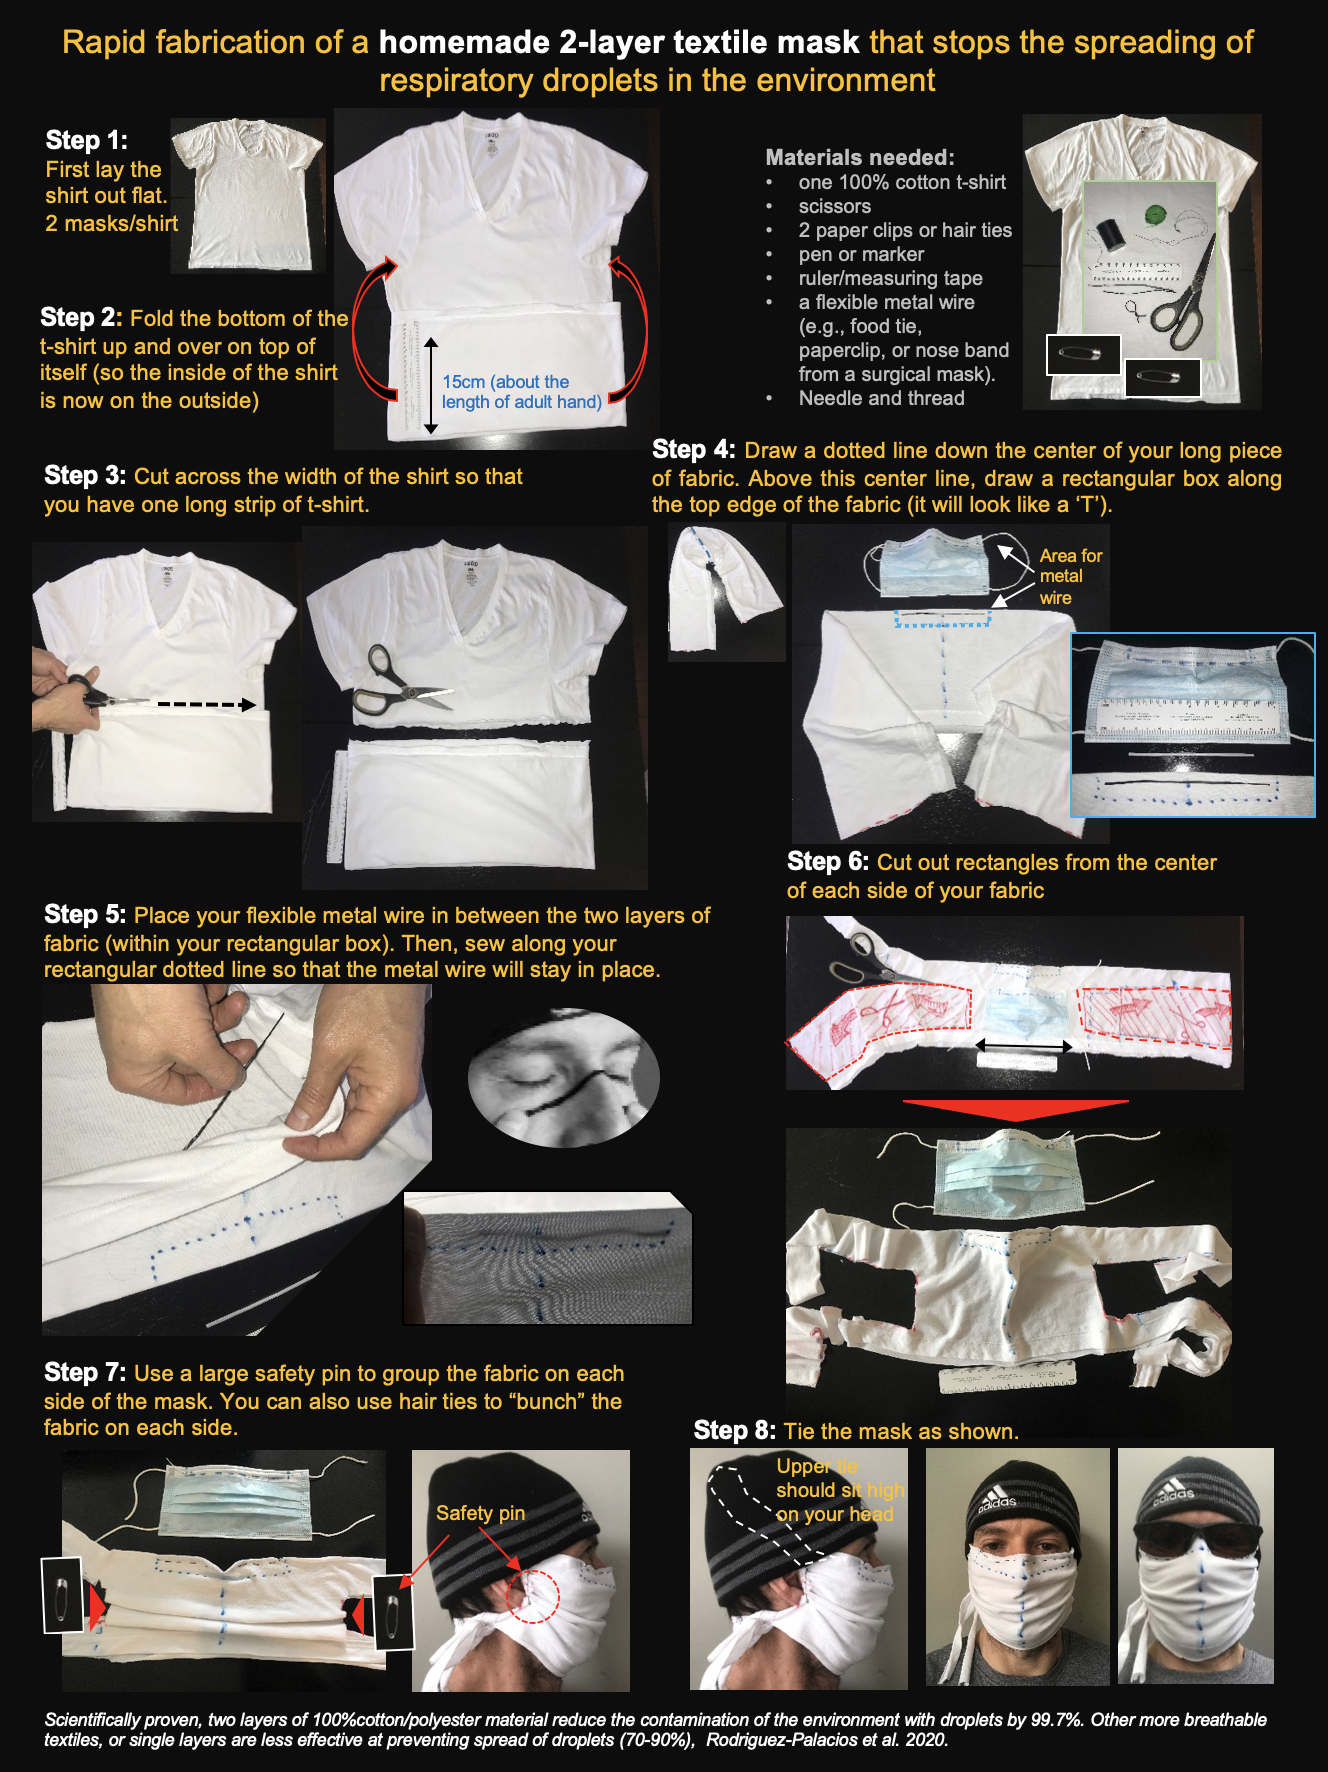 Rapid fabrication of a homemade 2-layer textile mask that stops the spreading of
respiratory droplets in the environment
Step 1:
First lay the
shirt out flat.
2 masks/shirt
Materials needed:
• one 100% cotton t-shirt
• scissors
• 2 paper clips or hair ties
• pen or marker
• ruler/measuring tape
• a flexible metal wire
(e.g., food tie,
paperclip, or nose band
from a surgical mask).
• Needle and thread
Step 2: Fold the bottom of the
t-shirt up and over on top of
itself (so the inside of the shirt
is now on the outside)
15cm (about the
length of adult hand)
Step 3: Cut across the width of the shirt so that
you have one long strip of t-shirt.
Step 4: Draw a dotted line down the center of your long piece
of fabric. Above this center line, draw a rectangular box along
the top edge of the fabric (it will look like a ‘T’).
Area for
metal
wire
Step 5: Place your flexible metal wire in between the two layers of
fabric (within your rectangular box). Then, sew along your
rectangular dotted line so that the metal wire will stay in place.
Step 6: Cut out rectangles from the center
of each side of your fabric
Step 7: Use a large safety pin to group the fabric on each
side of the mask. You can also use hair ties to “bunch” the
fabric on each side.
Safety pin
adi
Step 8: Tie the mask as shown.
Upper tie
should sit high
on your head
adidas
adidas
Scientifically proven, two layers of 100%cotton/polyester material reduce the contamination of the environment with droplets by 99.7%. Other more breathable
textiles, or single layers are less effective at preventing spread of droplets (70-90%), Rodriguez-Palacios et al. 2020.